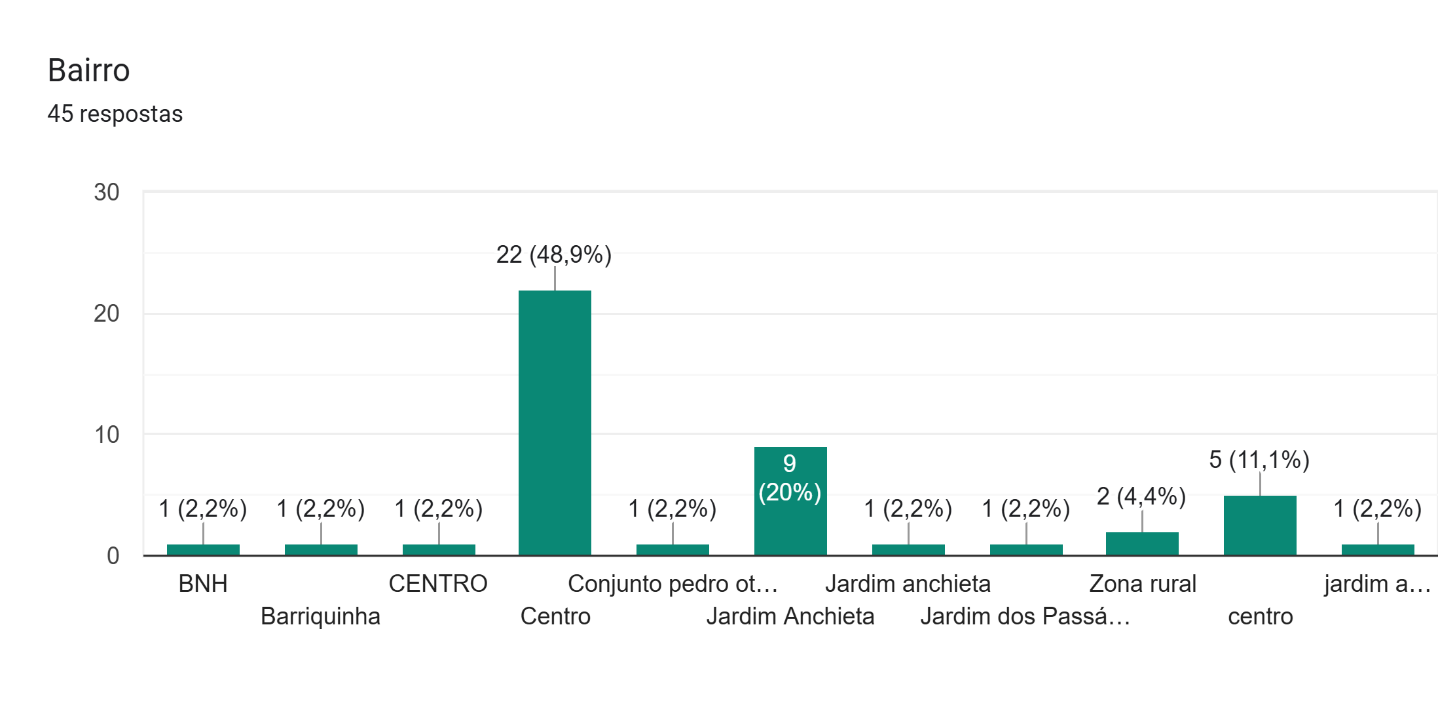 Bairro
45 respostas
30
20
10
0
1 (2,2%)
1 (2,2%)
1 (2,2%)
22 (48,9%)
1 (2,2%)
9
(20%)
1 (2,2%)
1 (2,2%)
2 (4,4%)
5 (11,1%)
1 (2,2%)
BNH
Barriquinha
CENTRO
Centro
Conjunto pedro ot…
Jardim Anchieta
Jardim anchieta
Jardim dos Passá…
Zona rural
centro
jardim a…